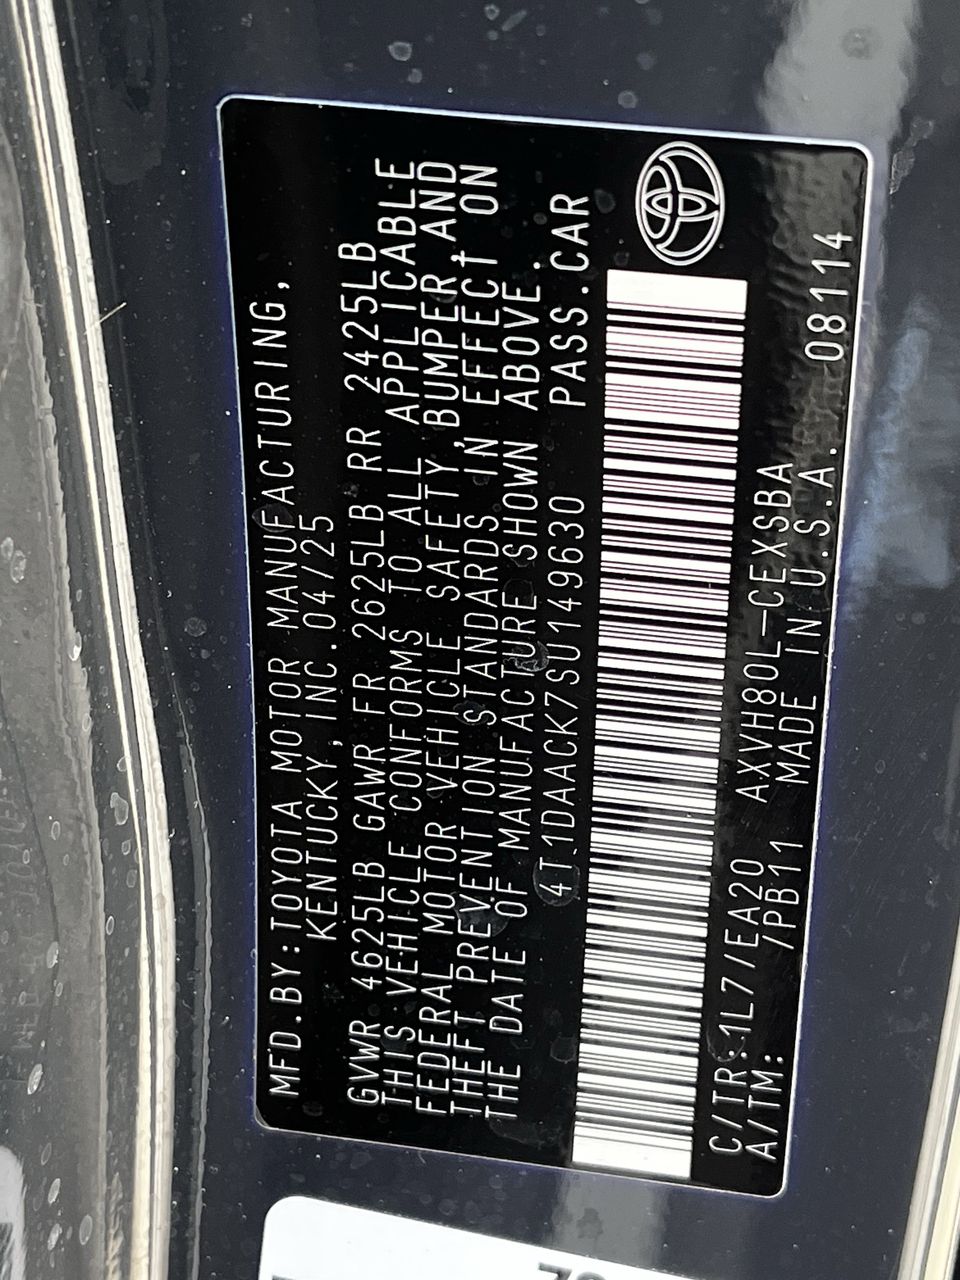 MFD.BY:TOYOTA MOTOR MANUFACTURING,
KENTUCKY, INC.04/25
GVWR 4625LB GAWR FR 2625LB RR 2425LB
THIS VEHICLE CONFORMS TO ALL APPLICABLE
FEDERAL MOTOR VEHICLE SAFETY,BUMPER,AND
THEFT PREVENTION STANDARDS IN EFFECT ON
THE DATE OF MANUFACTURE SHOWN ABOVE.
4T1DAACK7SU149630 PASS.CAR
C/TR:1L7/EA20 AXVH80L-CEXSBA
A/TM: /PB11 MADE IN U.S.A. 08114